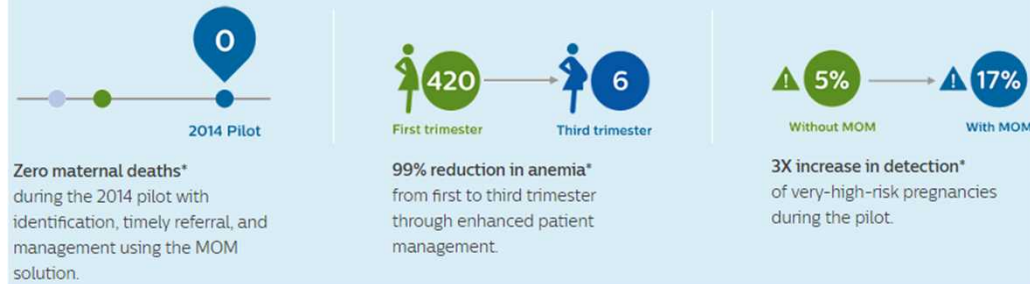 0
2014 Pilot
Zero maternal deaths*
during the 2014 pilot with
identification, timely referral, and
management using the MOM
solution.
420
6
First trimester
Third trimester
99% reduction in anemia*
from first to third trimester
through enhanced patient
management.
!
5%
!
17%
Without MOM
With MOM
3X increase in detection*
of very-high-risk pregnancies
during the pilot.